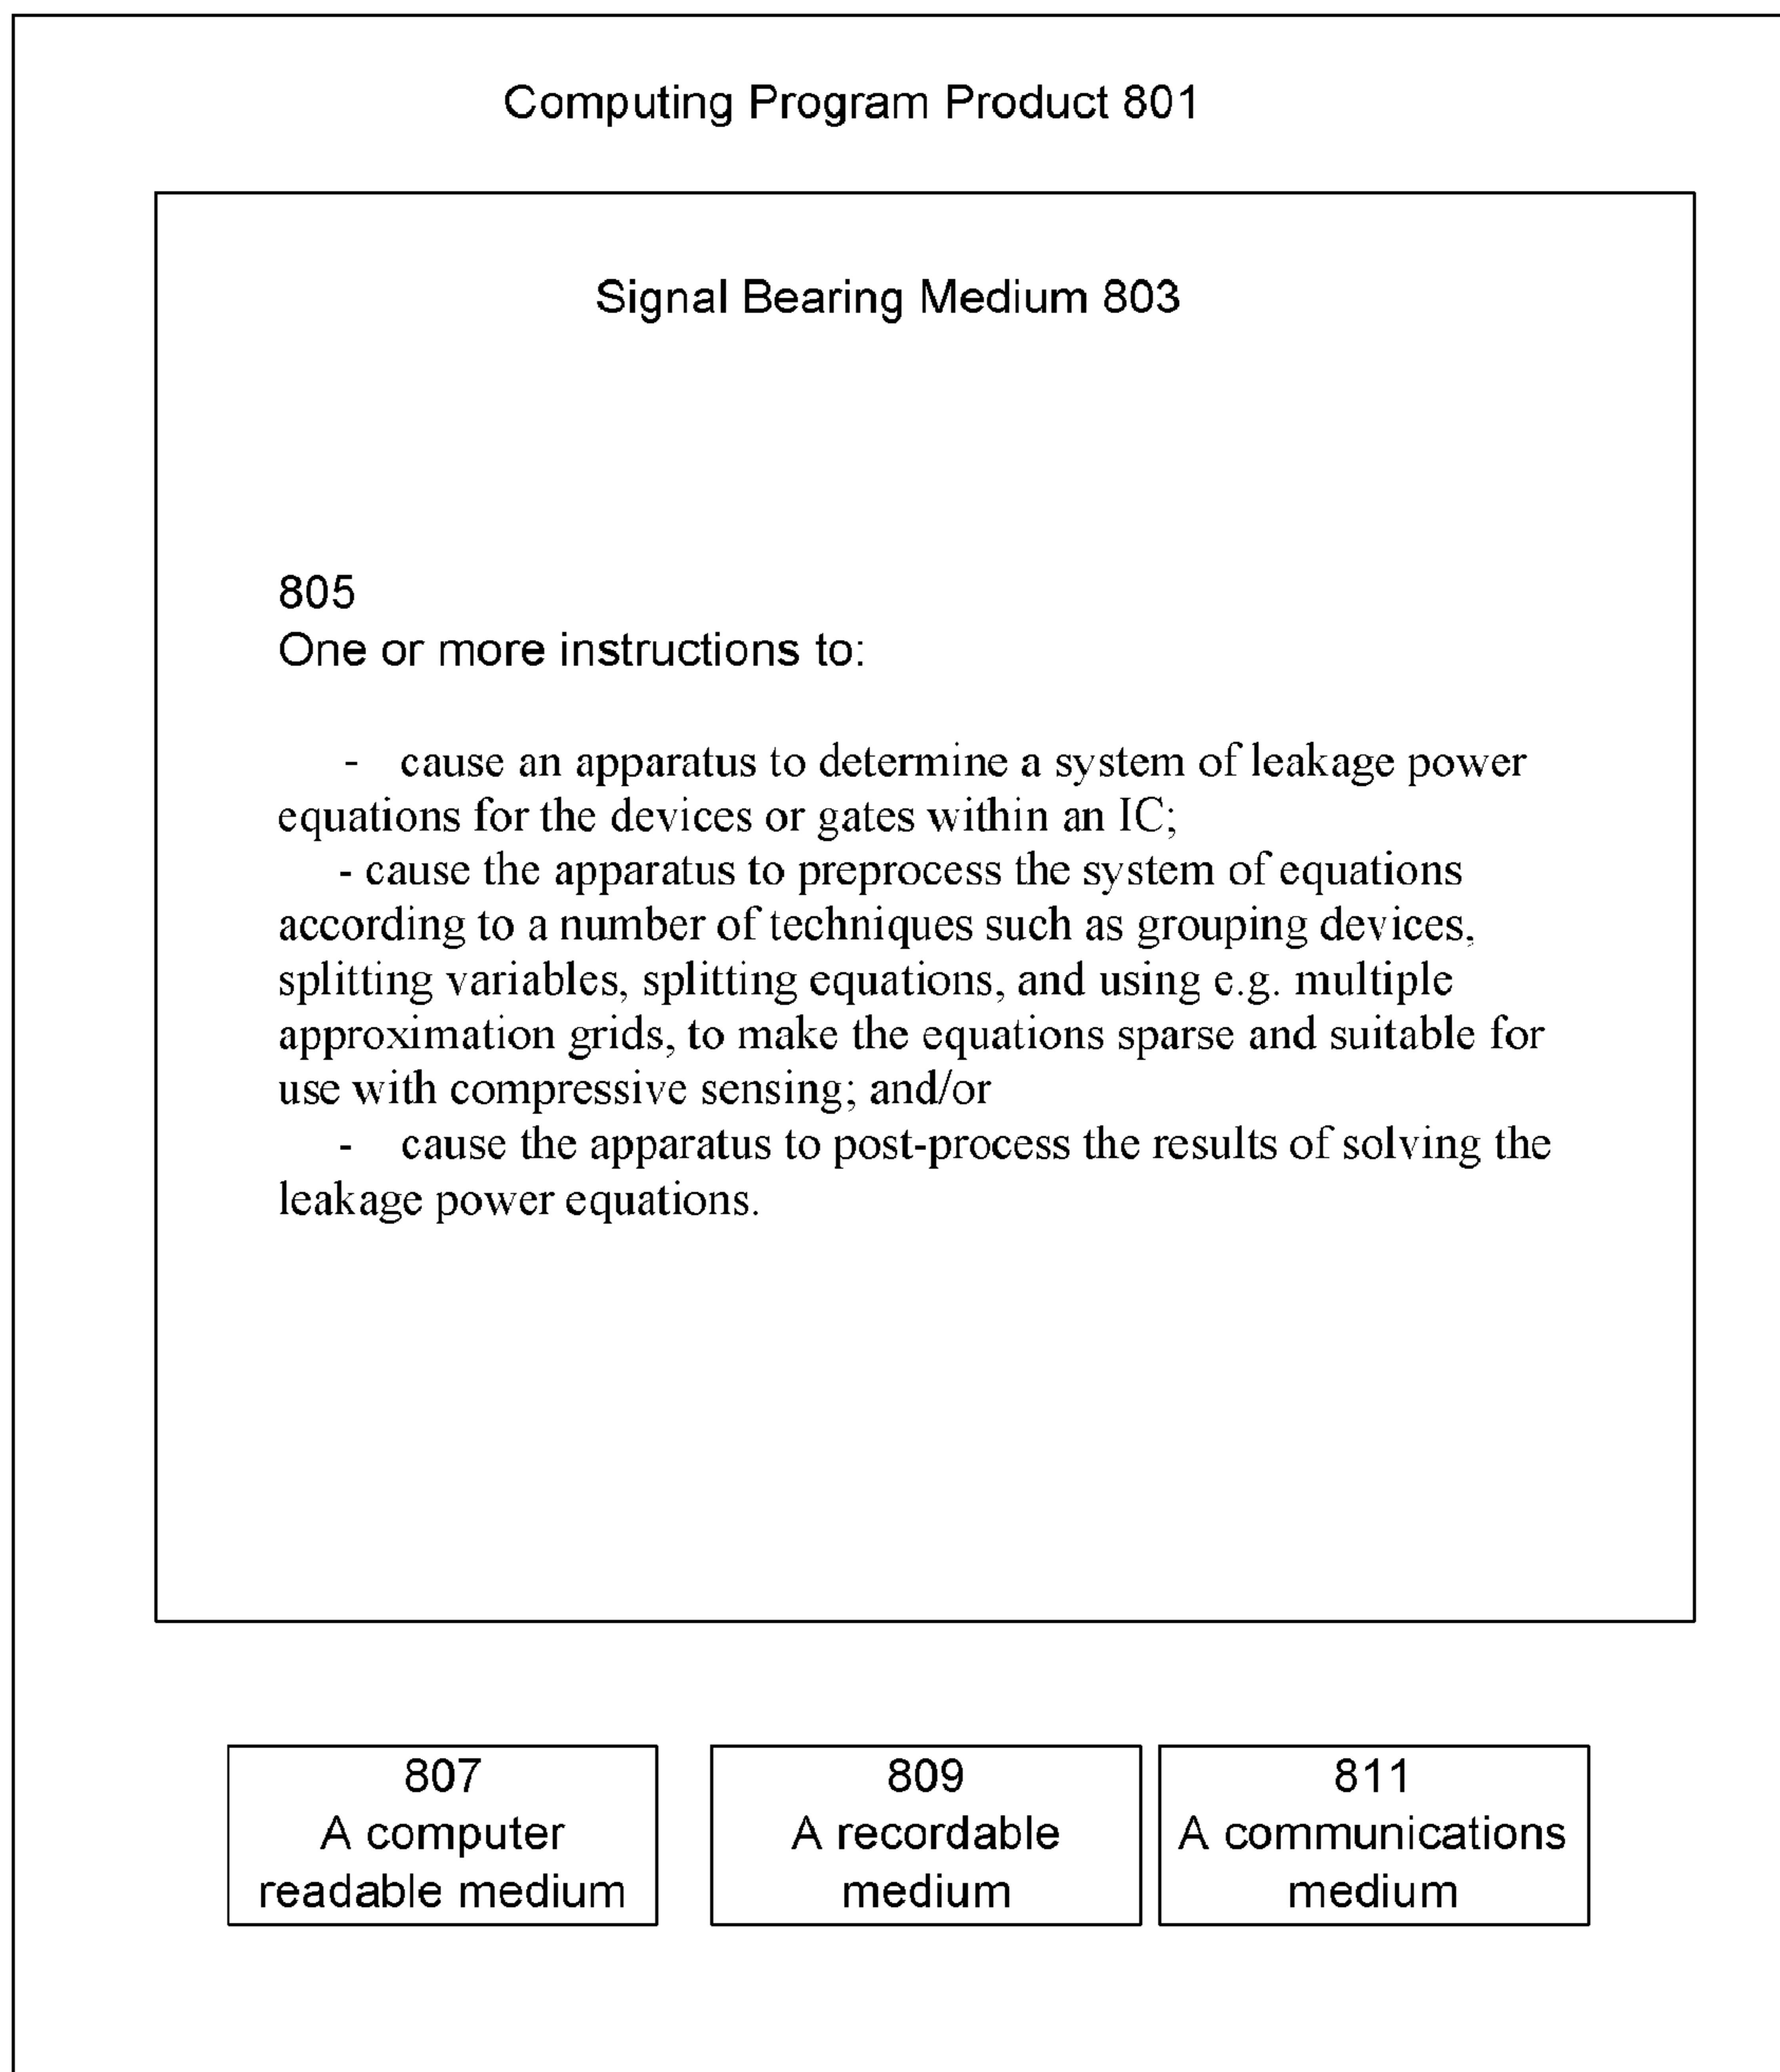 Computing Program Product 801
Signal Bearing Medium 803
805
One or more instructions to:
- cause an apparatus to determine a system of leakage power
equations for the devices or gates within an IC;
- cause the apparatus to preprocess the system of equations
according to a number of techniques such as grouping devices,
splitting variables, splitting equations, and using e.g. multiple
approximation grids, to make the equations sparse and suitable for
use with compressive sensing; and/or
- cause the apparatus to post-process the results of solving the
leakage power equations.
807
A computer
readable medium
809
A recordable
medium
811
A communications
medium